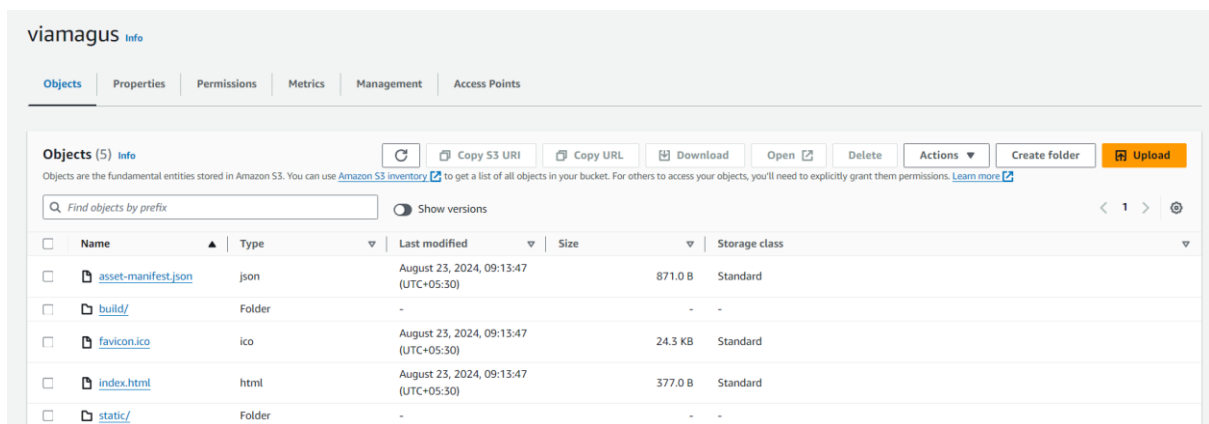 viamagus Info
Objects Properties Permissions Metrics Management Access Points
Objects (5) Info Copy S3 URI Copy URL Download Open Delete Actions Create folder Upload
Objects are the fundamental entities stored in Amazon S3. You can use Amazon S3 inventory to get a list of all objects in your bucket. For others to access your objects, you'll need to explicitly grant them permissions. Learn more
Find objects by prefix Show versions 1
Name Type Last modified Size Storage class
asset-manifest.json json August 23, 2024, 09:13:47 (UTC+05:30) 871.0 B Standard
build/ Folder - - -
favicon.ico ico August 23, 2024, 09:13:47 (UTC+05:30) 24.3 KB Standard
index.html html August 23, 2024, 09:13:47 (UTC+05:30) 377.0 B Standard
static/ Folder - - -